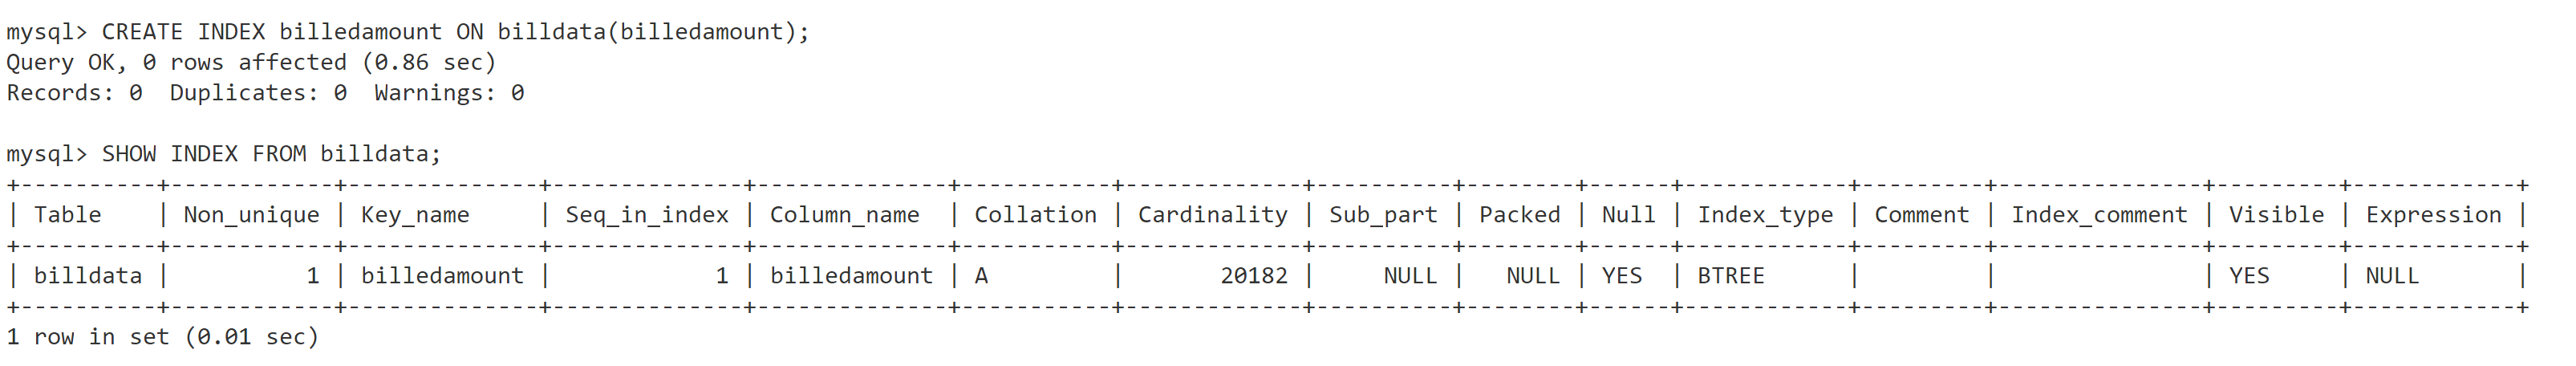 mysql> CREATE INDEX billedamount ON billdata(billedamount);
Query OK, 0 rows affected (0.86 sec)
Records: 0  Duplicates: 0  Warnings: 0

mysql> SHOW INDEX FROM billdata;
+----------+------------+--------------+--------------+--------------+-----------+-------------+----------+--------+------+------------+---------+---------------+---------+------------+
| Table    | Non_unique | Key_name     | Seq_in_index | Column_name  | Collation | Cardinality | Sub_part | Packed | Null | Index_type | Comment | Index_comment | Visible | Expression |
+----------+------------+--------------+--------------+--------------+-----------+-------------+----------+--------+------+------------+---------+---------------+---------+------------+
| billdata |          1 | billedamount |            1 | billedamount | A         |       20182 |     NULL |   NULL | YES  | BTREE      |         |               | YES     | NULL       |
+----------+------------+--------------+--------------+--------------+-----------+-------------+----------+--------+------+------------+---------+---------------+---------+------------+
1 row in set (0.01 sec)